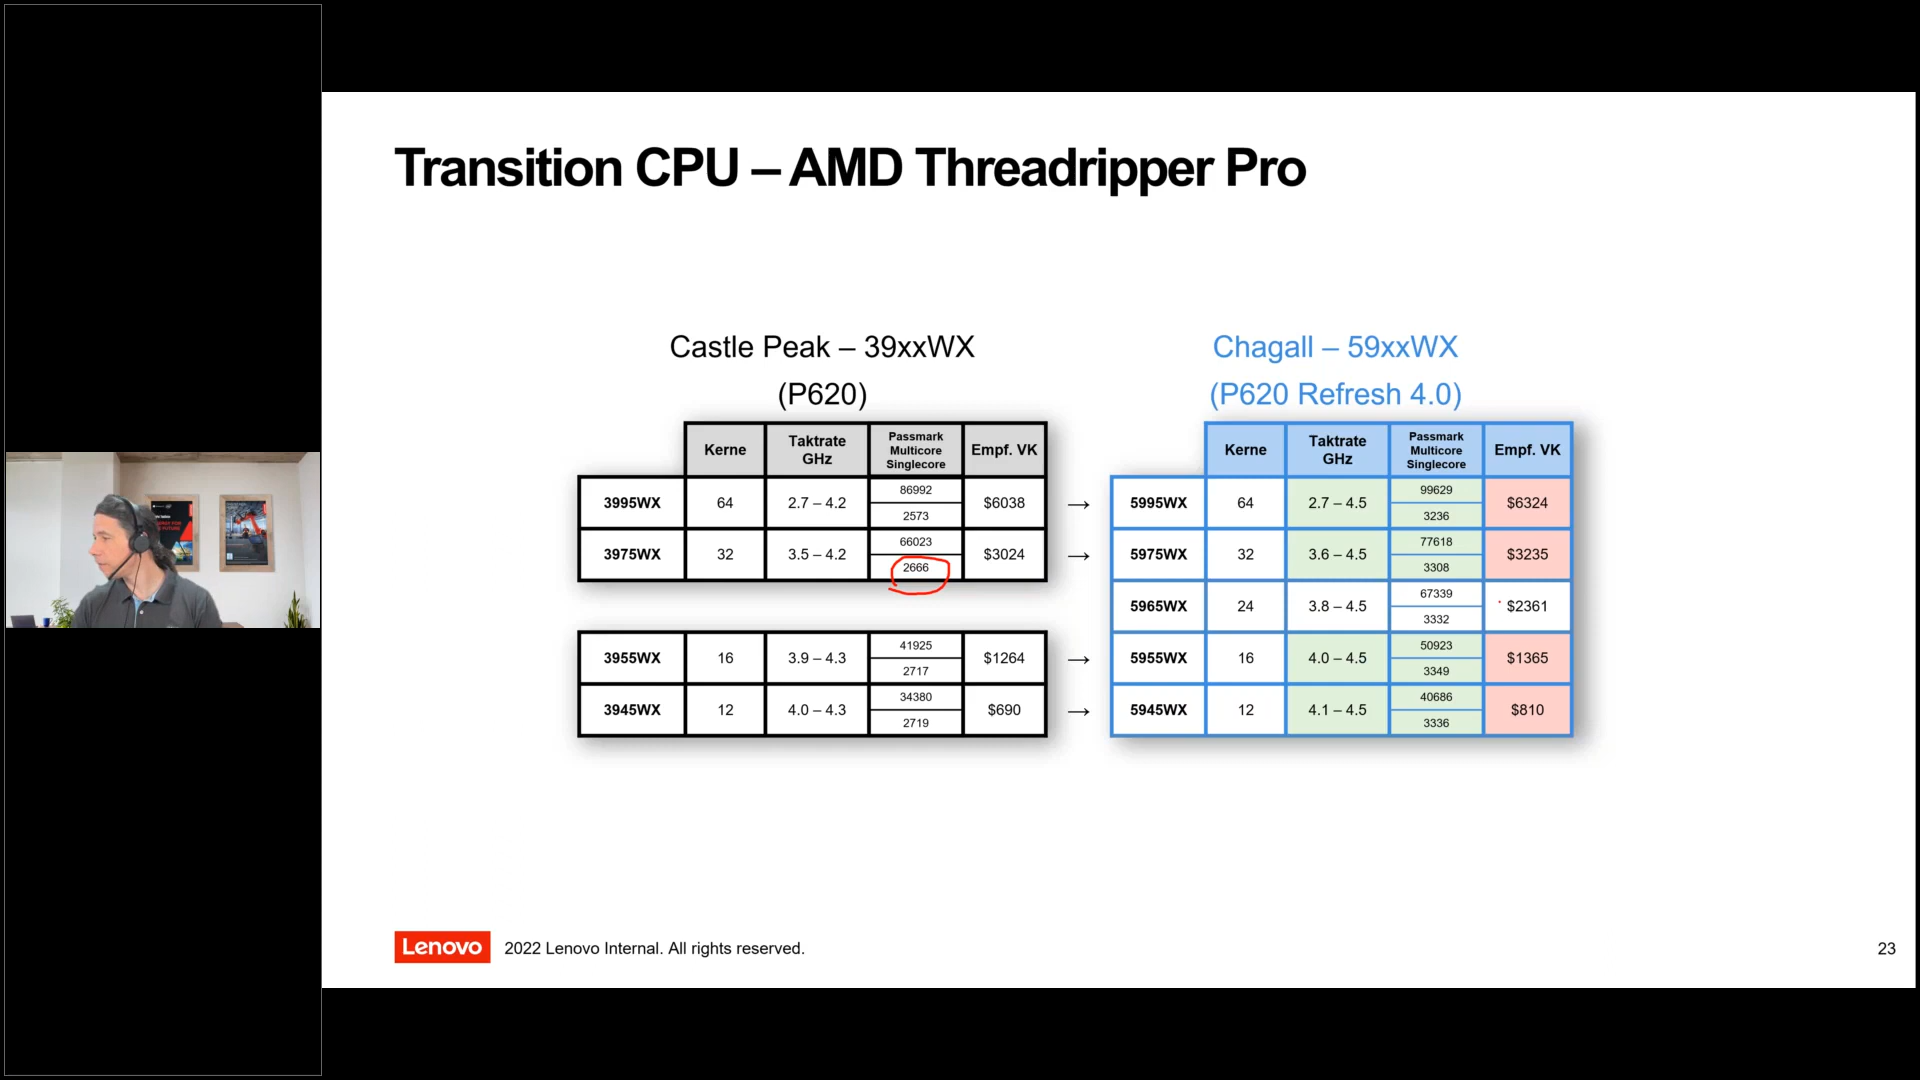 Transition CPU – AMD Threadripper Pro
Castle Peak – 39xxWX
(P620)
Kerne Taktrate GHz Passmark Multicore Singlecore Empf. VK
3995WX 64 2.7 – 4.2 86992 2573 $6038 →
3975WX 32 3.5 – 4.2 66023 2666 $3024 →
3955WX 16 3.9 – 4.3 41925 2717 $1264 →
3945WX 12 4.0 – 4.3 34380 2719 $690 →
Chagall – 59xxWX
(P620 Refresh 4.0)
Kerne Taktrate GHz Passmark Multicore Singlecore Empf. VK
5995WX 64 2.7 – 4.5 99629 3236 $6324
5975WX 32 3.6 – 4.5 77618 3308 $3235
5965WX 24 3.8 – 4.5 67339 3332 $2361
5955WX 16 4.0 – 4.5 50923 3349 $1365
5945WX 12 4.1 – 4.5 40686 3336 $810
Lenovo 2022 Lenovo Internal. All rights reserved.
23